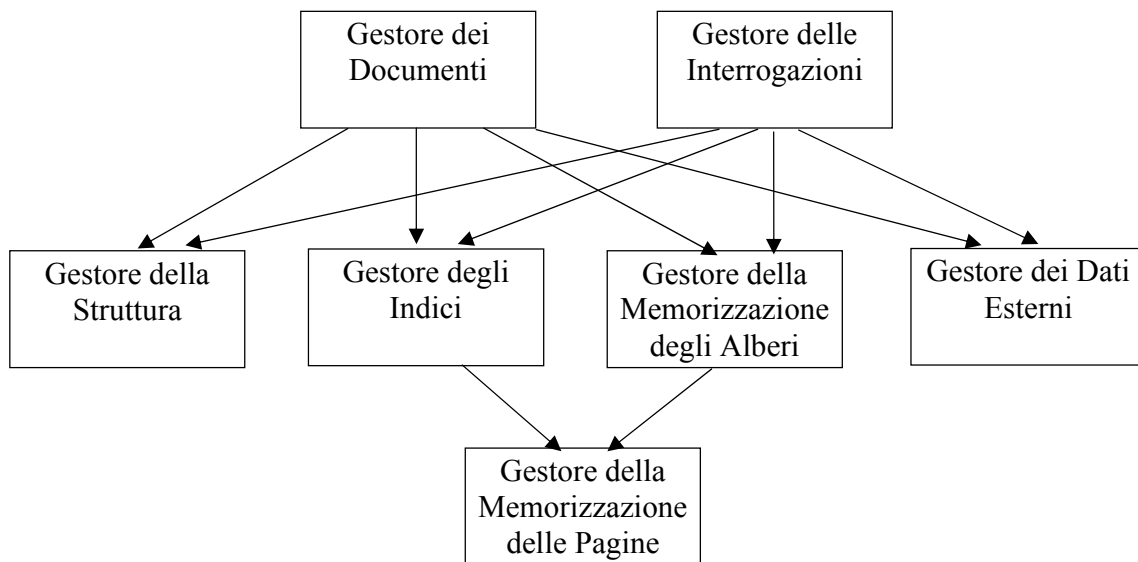 Gestore dei
Documenti
Gestore delle
Interrogazioni
Gestore della
Struttura
Gestore degli
Indici
Gestore della
Memorizzazione
degli Alberi
Gestore dei Dati
Esterni
Gestore della
Memorizzazione
delle Pagine